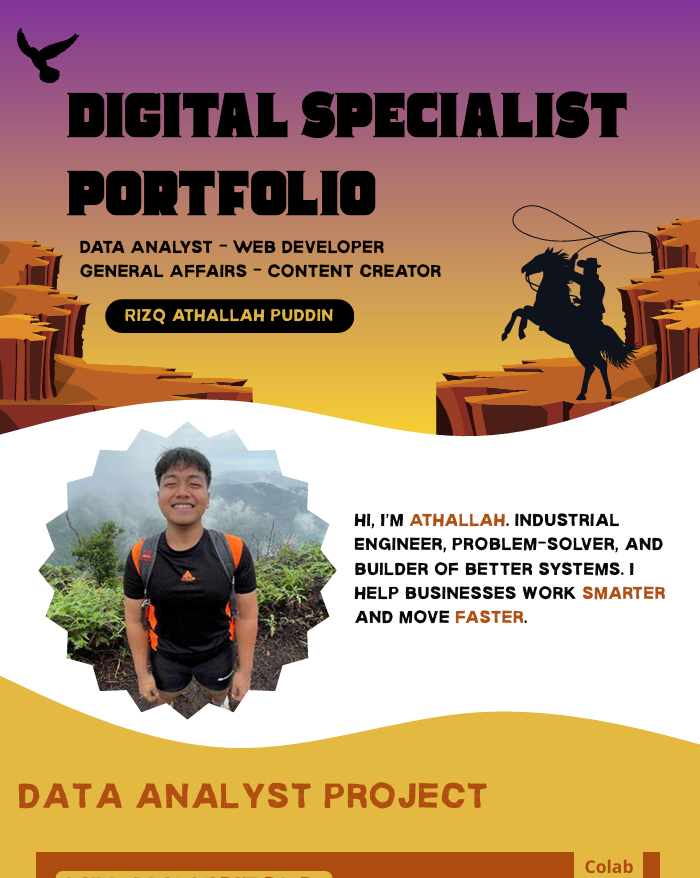 DIGITAL SPECIALIST
PORTFOLIO
DATA ANALYST - WEB DEVELOPER
GENERAL AFFAIRS - CONTENT CREATOR
RIZQ ATHALLAH PUDDIN
HI, I'M ATHALLAH. INDUSTRIAL
ENGINEER, PROBLEM-SOLVER, AND
BUILDER OF BETTER SYSTEMS. I
HELP BUSINESSES WORK SMARTER
AND MOVE FASTER.
DATA ANALYST PROJECT
Colab